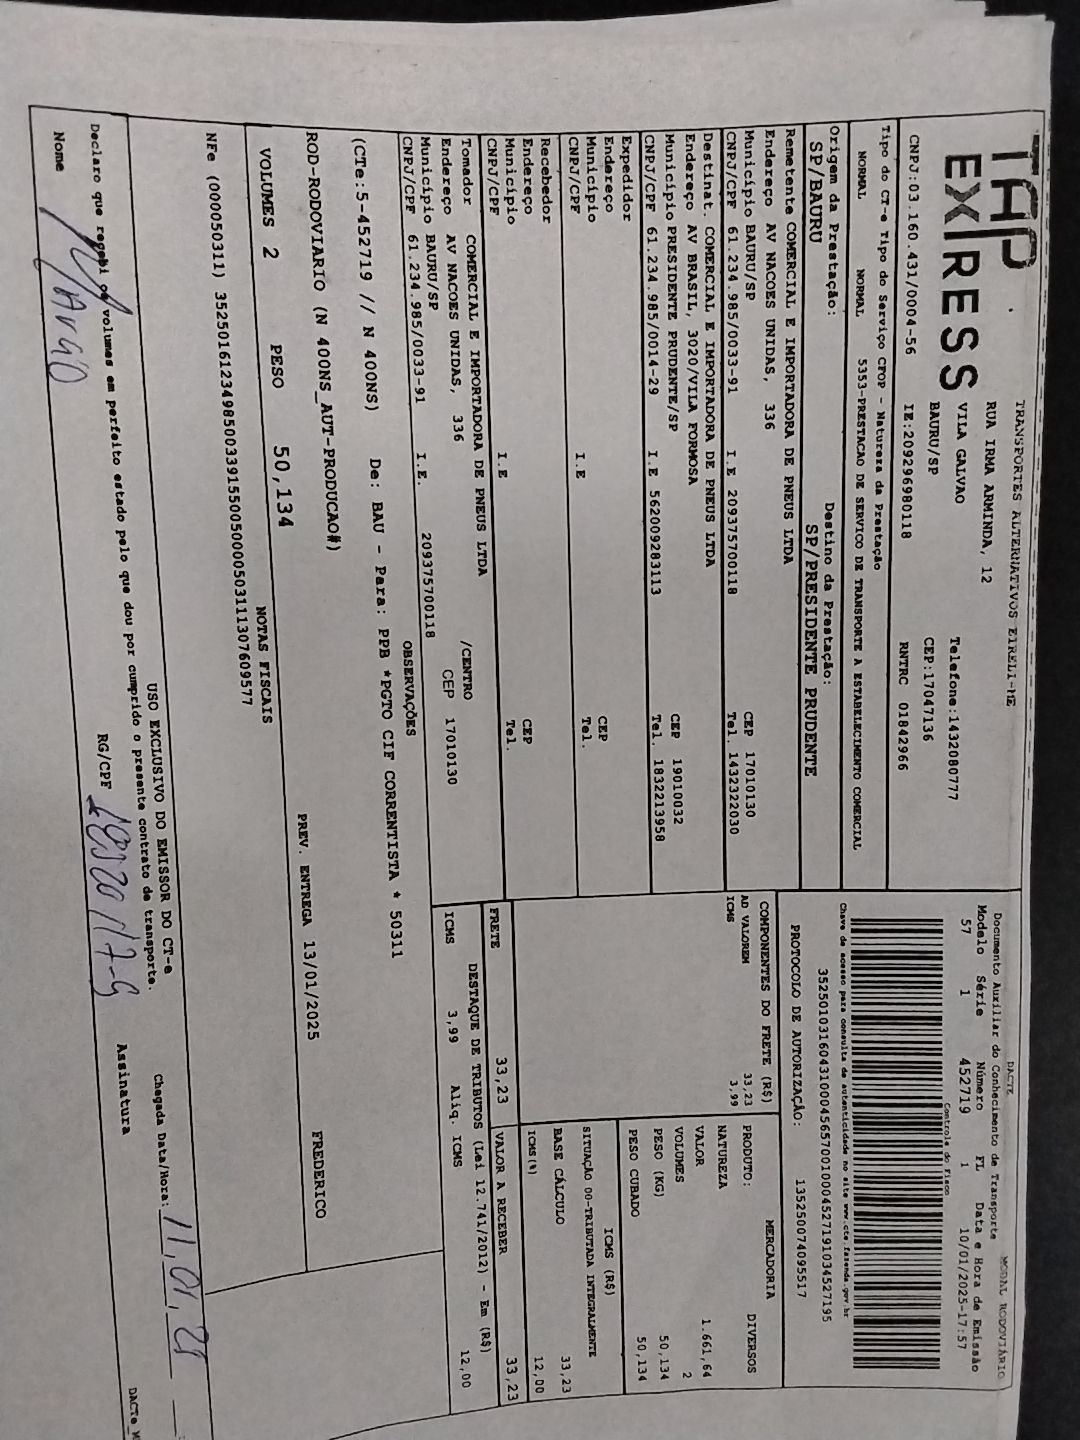 TAP EXPRESS
TRANSPORTES ALTERNATIVOS EIRELI-ME
RUA IRMA ARMINDA, 12
VILA GALVAO Telefone:1432080777
BAURU/SP CEP:17047136
CNPJ:03.160.431/0004-56 IE:209296980118 RNTRC 01842966
DACTE MODAL RODOVIÁRIO
Documento Auxiliar do Conhecimento de Transporte
Modelo Série Número FL Data e Hora de Emissão
57 1 452719 1 10/01/2025-17:57
Controle do Fisco
Chave de acesso para consulta de autenticidade no site www.cte.fazenda.gov.br
35250103160431000456570010004527191034527195
PROTOCOLO DE AUTORIZAÇÃO: 135250074095517
Tipo do CT-e Tipo do Serviço CFOP - Natureza da Prestação
NORMAL NORMAL 5353-PRESTACAO DE SERVICO DE TRANSPORTE A ESTABELECIMENTO COMERCIAL
Origem da Prestação: Destino da Prestação:
SP/BAURU SP/PRESIDENTE PRUDENTE
Remetente COMERCIAL E IMPORTADORA DE PNEUS LTDA
Endereço AV NACOES UNIDAS, 336
Município BAURU/SP CEP 17010130
CNPJ/CPF 61.234.985/0033-91 I.E 209375700118 Tel. 1432322030
Destinat. COMERCIAL E IMPORTADORA DE PNEUS LTDA
Endereço AV BRASIL, 3020/VILA FORMOSA
Município PRESIDENTE PRUDENTE/SP CEP 19010032
CNPJ/CPF 61.234.985/0014-29 I.E 562009283113 Tel. 1832213958
Expedidor
Endereço
Município CEP
CNPJ/CPF I.E Tel.
Recebedor
Endereço
Município CEP
CNPJ/CPF I.E Tel.
Tomador COMERCIAL E IMPORTADORA DE PNEUS LTDA
Endereço AV NACOES UNIDAS, 336 /CENTRO
Município BAURU/SP CEP 17010130
CNPJ/CPF 61.234.985/0033-91 I.E. 209375700118
COMPONENTES DO FRETE (R$)
AD VALOREM 33,23
ICMS 3,99
FRETE 33,23
MERCADORIA
PRODUTO: DIVERSOS
NATUREZA
VALOR 1.661,64
VOLUMES 2
PESO (KG) 50,134
PESO CUBADO 50,134
ICMS (R$)
SITUAÇÃO 00-TRIBUTADA INTEGRALMENTE
BASE CÁLCULO 33,23
ICMS(%) 12,00
VALOR A RECEBER 33,23
DESTAQUE DE TRIBUTOS (Lei 12.741/2012) - Em (R$)
ICMS 3,99 Aliq. ICMS 12,00
OBSERVAÇÕES
(CTe:5-452719 // N 400NS) De: BAU - Para: PPB *PGTO CIF CORRENTISTA * 50311
ROD-RODOVIARIO (N 400NS_AUT-PRODUCAO#) FREDERICO
VOLUMES 2 PESO 50,134 PREV. ENTREGA 13/01/2025
NOTAS FISCAIS
NFe (000050311) 35250161234985003391550050000503111307609577
USO EXCLUSIVO DO EMISSOR DO CT-e
Declaro que recebi os volumes em perfeito estado pelo que dou por cumprido o presente contrato de transporte.
Chegada Data/Hora:
Nome RG/CPF Assinatura